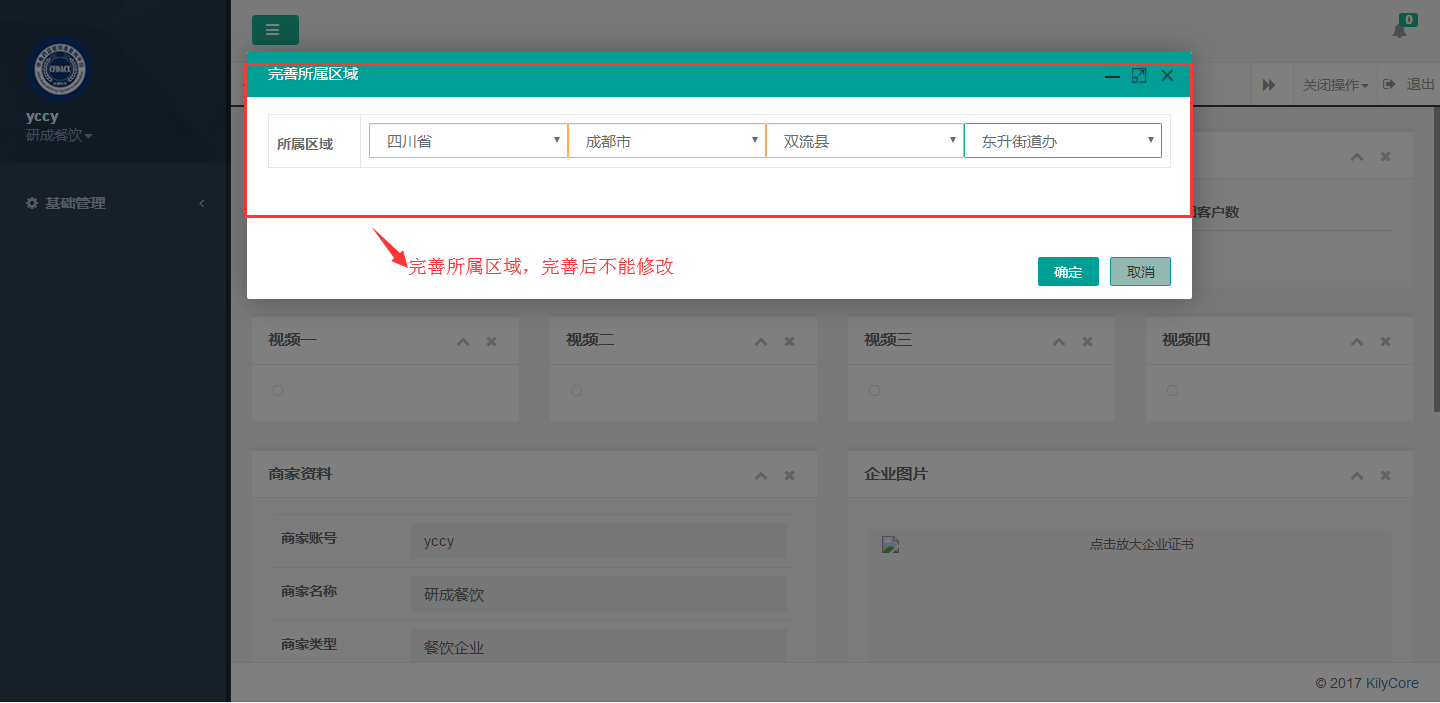 0
完善所属区域
yccy
研成餐饮
关闭操作
退出
所属区域
四川省
成都市
双流县
东升街道办
基础管理
客户数
完善所属区域，完善后不能修改
确定
取消
视频一
视频二
视频三
视频四
商家资料
企业图片
商家账号
yccy
点击放大企业证书
商家名称
研成餐饮
商家类型
餐饮企业
© 2017 KilyCore